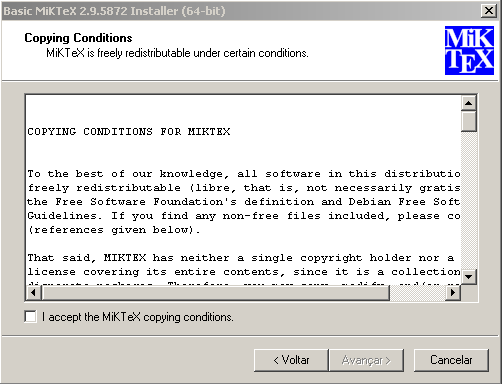 Basic MiKTeX 2.9.5872 Installer (64-bit)
Copying Conditions
MiKTeX is freely redistributable under certain conditions.
MiK
TEX
COPYING CONDITIONS FOR MIKTEX
To the best of our knowledge, all software in this distributio
freely redistributable (libre, that is, not necessarily gratis
the Free Software Foundation's definition and Debian Free Soft
Guidelines. If you find any non-free files included, please co
(references given below).
That said, MIKTEX has neither a single copyright holder nor a
license covering its entire contents, since it is a collection
I accept the MiKTeX copying conditions.
< Voltar
Avançar >
Cancelar